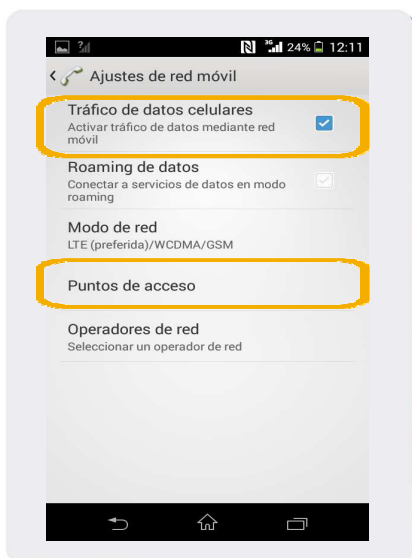 3G 24% 12:11
Ajustes de red móvil
Tráfico de datos celulares
Activar tráfico de datos mediante red
móvil
Roaming de datos
Conectar a servicios de datos en modo
roaming
Modo de red
LTE (preferida)/WCDMA/GSM
Puntos de acceso
Operadores de red
Seleccionar un operador de red